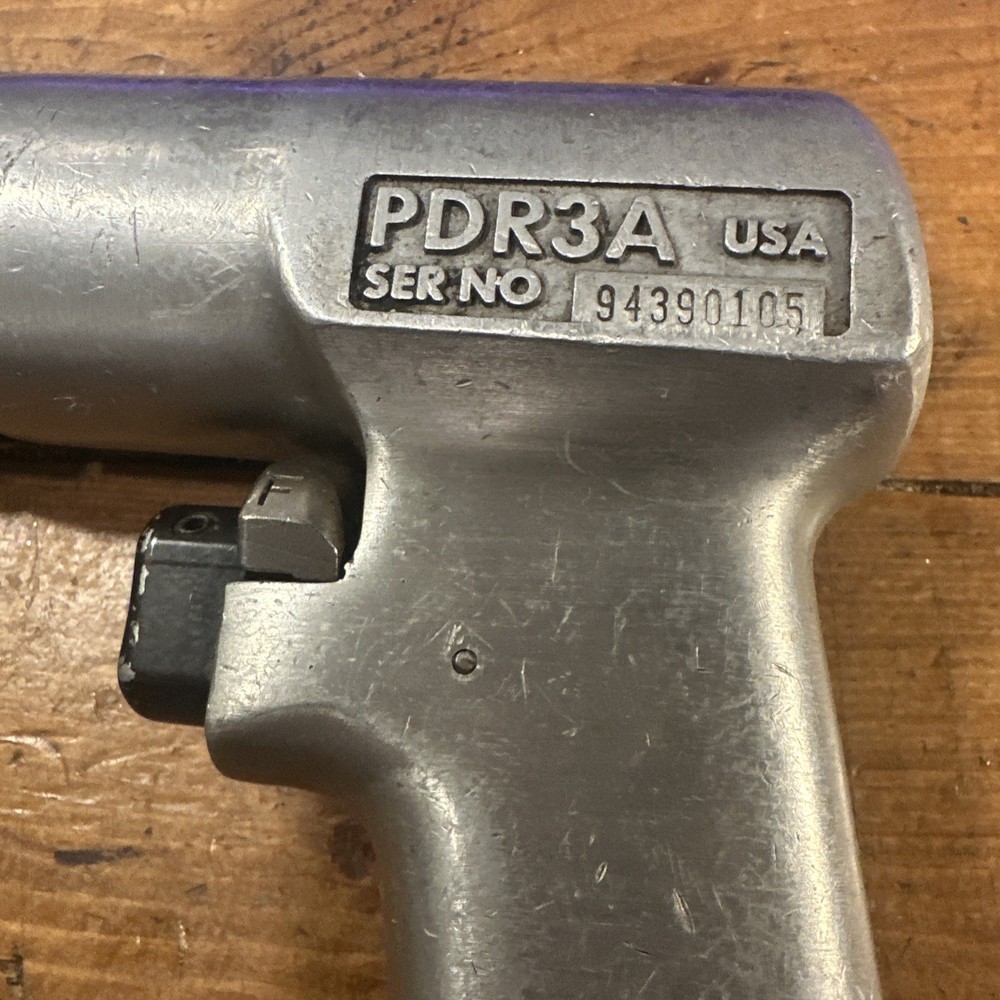 PDR3A USA
SER NO 94390105
F